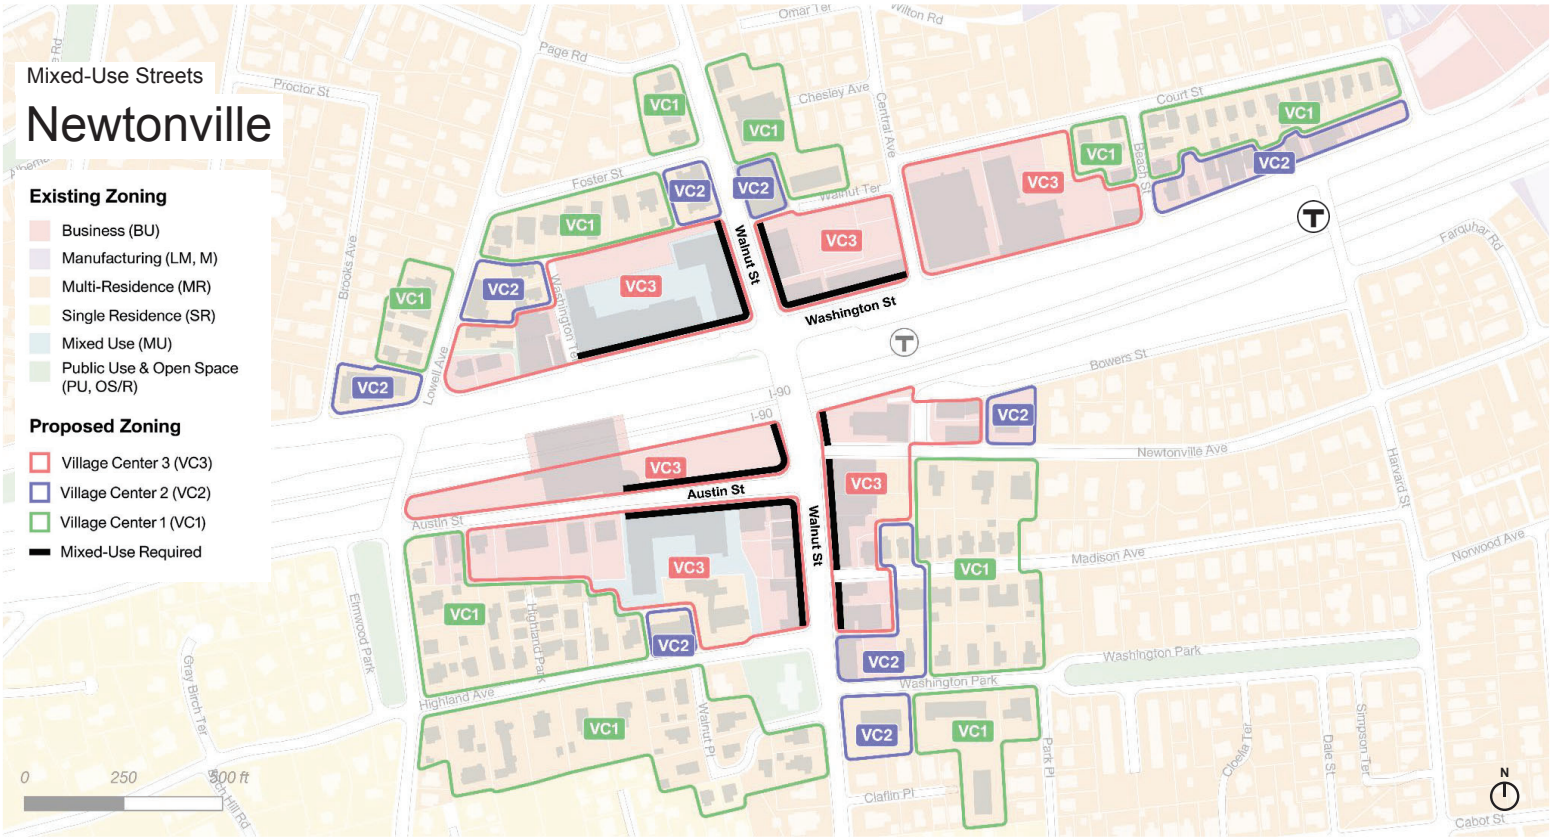 Mixed-Use Streets
Newtonville
Existing Zoning
Business (BU)
Manufacturing (LM, M)
Multi-Residence (MR)
Single Residence (SR)
Mixed Use (MU)
Public Use & Open Space
(PU, OS/R)
Proposed Zoning
Village Center 3 (VC3)
Village Center 2 (VC2)
Village Center 1 (VC1)
Mixed-Use Required
0 250 500 ft
Omar Ter
Wilton Rd
Page Rd
Proctor St
Chesley Ave
Central Ave
Court St
VC1
VC1
VC1
VC1
Beach St
VC2
Foster St
VC2
VC2
Walnut Ter
VC3
T
VC1
VC3
Walnut St
Farquhar Rd
Brooks Ave
VC1
VC2
Washington Ter
VC3
Washington St
T
Lowell Ave
VC2
Bowers St
I-90
I-90
VC2
Newtonville Ave
VC3
VC3
Austin St
Austin St
Harvard St
Walnut St
Norwood Ave
Madison Ave
VC1
VC3
Elmwood Park
VC1
Highland Park
VC2
VC2
Washington Park
Washington Park
Gray Birch Ter
Highland Ave
VC1
Walnut Pl
VC2
VC1
Park Pl
Cloelia Ter
Dale St
Simpson Ter
Claflin Pl
N
Cabot St